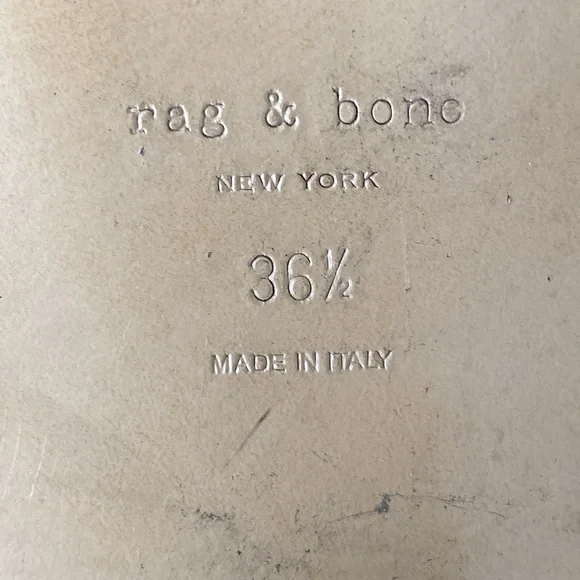 rag & bone
NEW YORK
36½
MADE IN ITALY